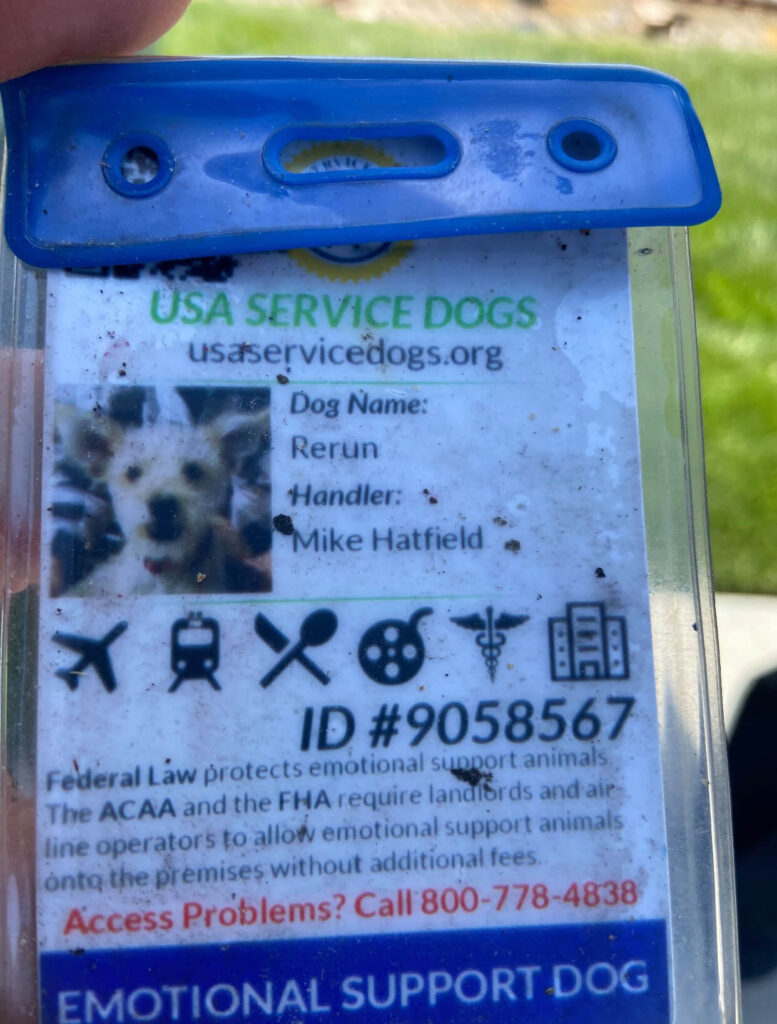 SERVICE
USA SERVICE DOGS
usaservicedogs.org
Dog Name:
Rerun
Handler:
Mike Hatfield
ID #9058567
Federal Law protects emotional support animals.
The ACAA and the FHA require landlords and air-
line operators to allow emotional support animals
onto the premises without additional fees.
Access Problems? Call 800-778-4838
EMOTIONAL SUPPORT DOG